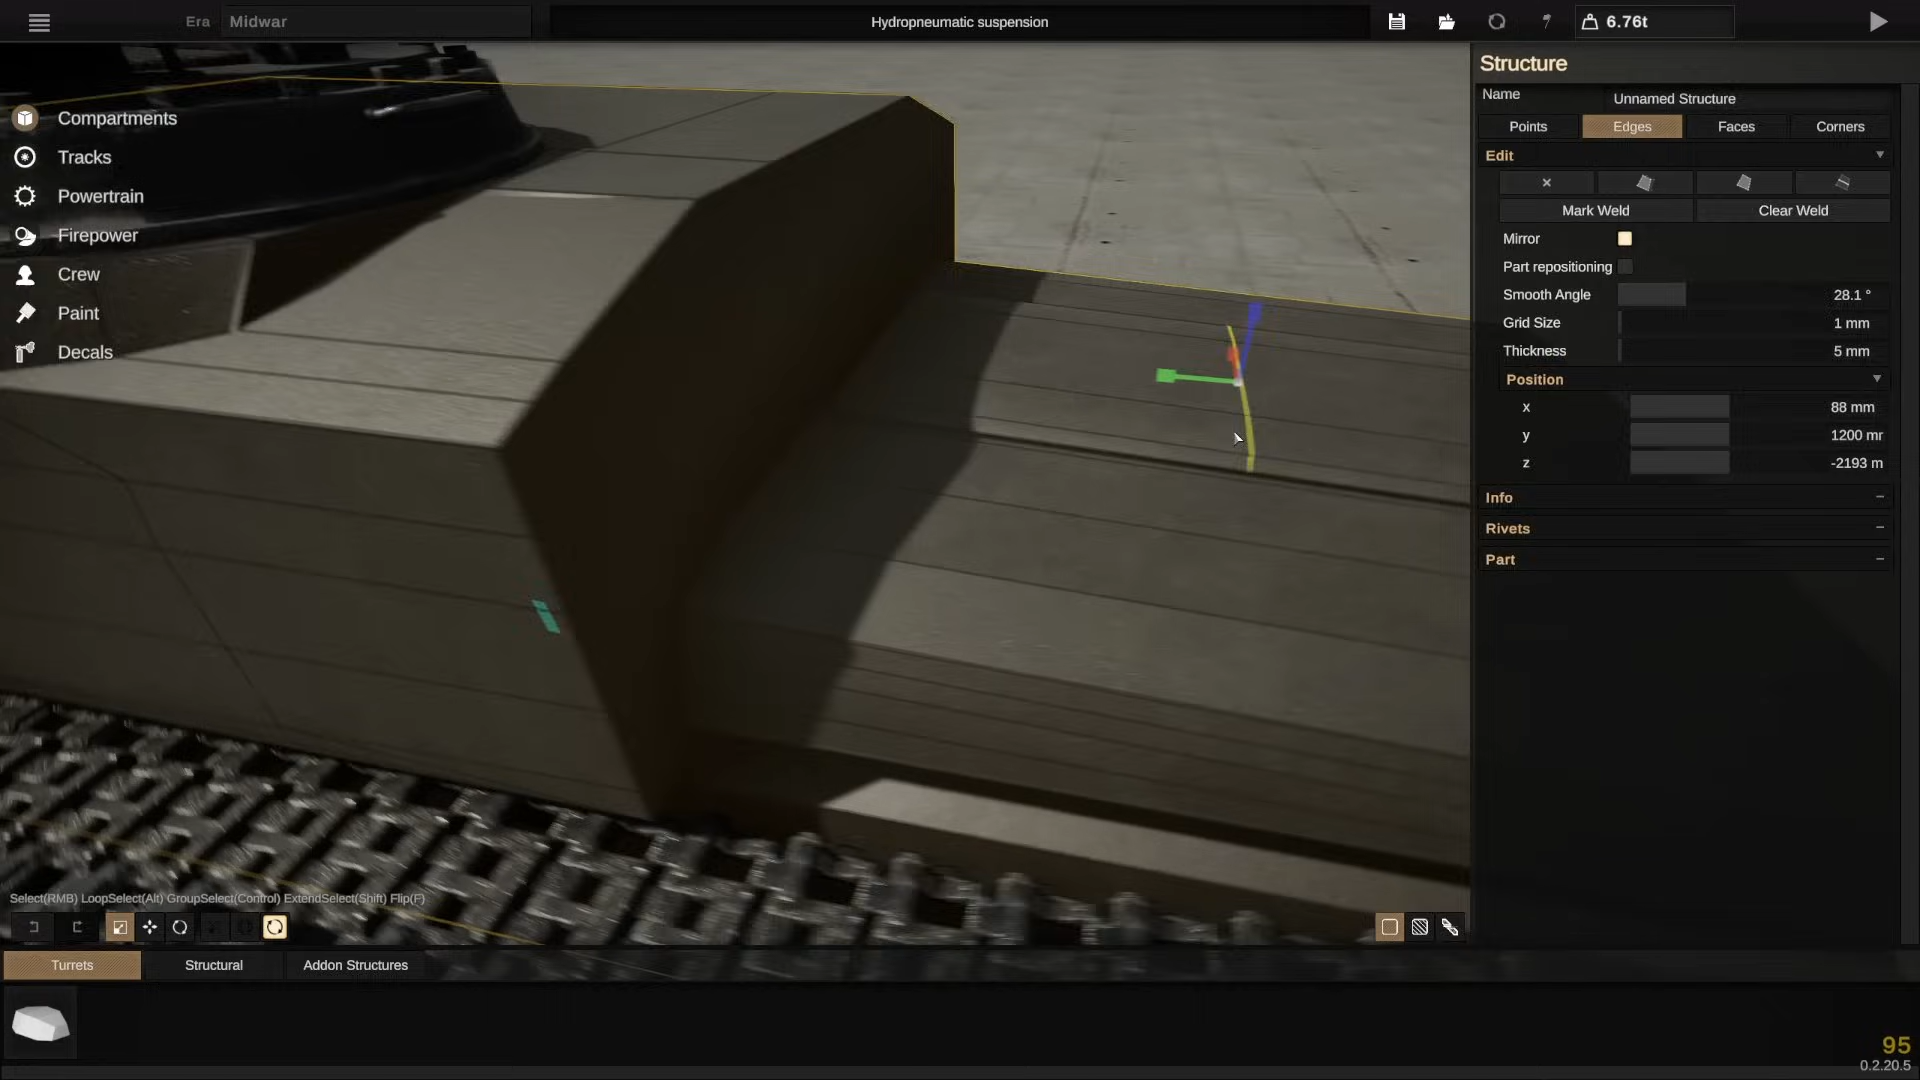 Era
Midwar
Hydropneumatic suspension
6.76t
Compartments
Tracks
Powertrain
Firepower
Crew
Paint
Decals
Structure
Name
Unnamed Structure
Points
Edges
Faces
Corners
Edit
Mark Weld
Clear Weld
Mirror
Part repositioning
Smooth Angle
28.1 °
Grid Size
1 mm
Thickness
5 mm
Position
x
88 mm
y
1200 mr
z
-2193 m
Info
Rivets
Part
Select(RMB) LoopSelect(Alt) GroupSelect(Control) ExtendSelect(Shift) Flip(F)
Turrets
Structural
Addon Structures
95
0.2.20.5